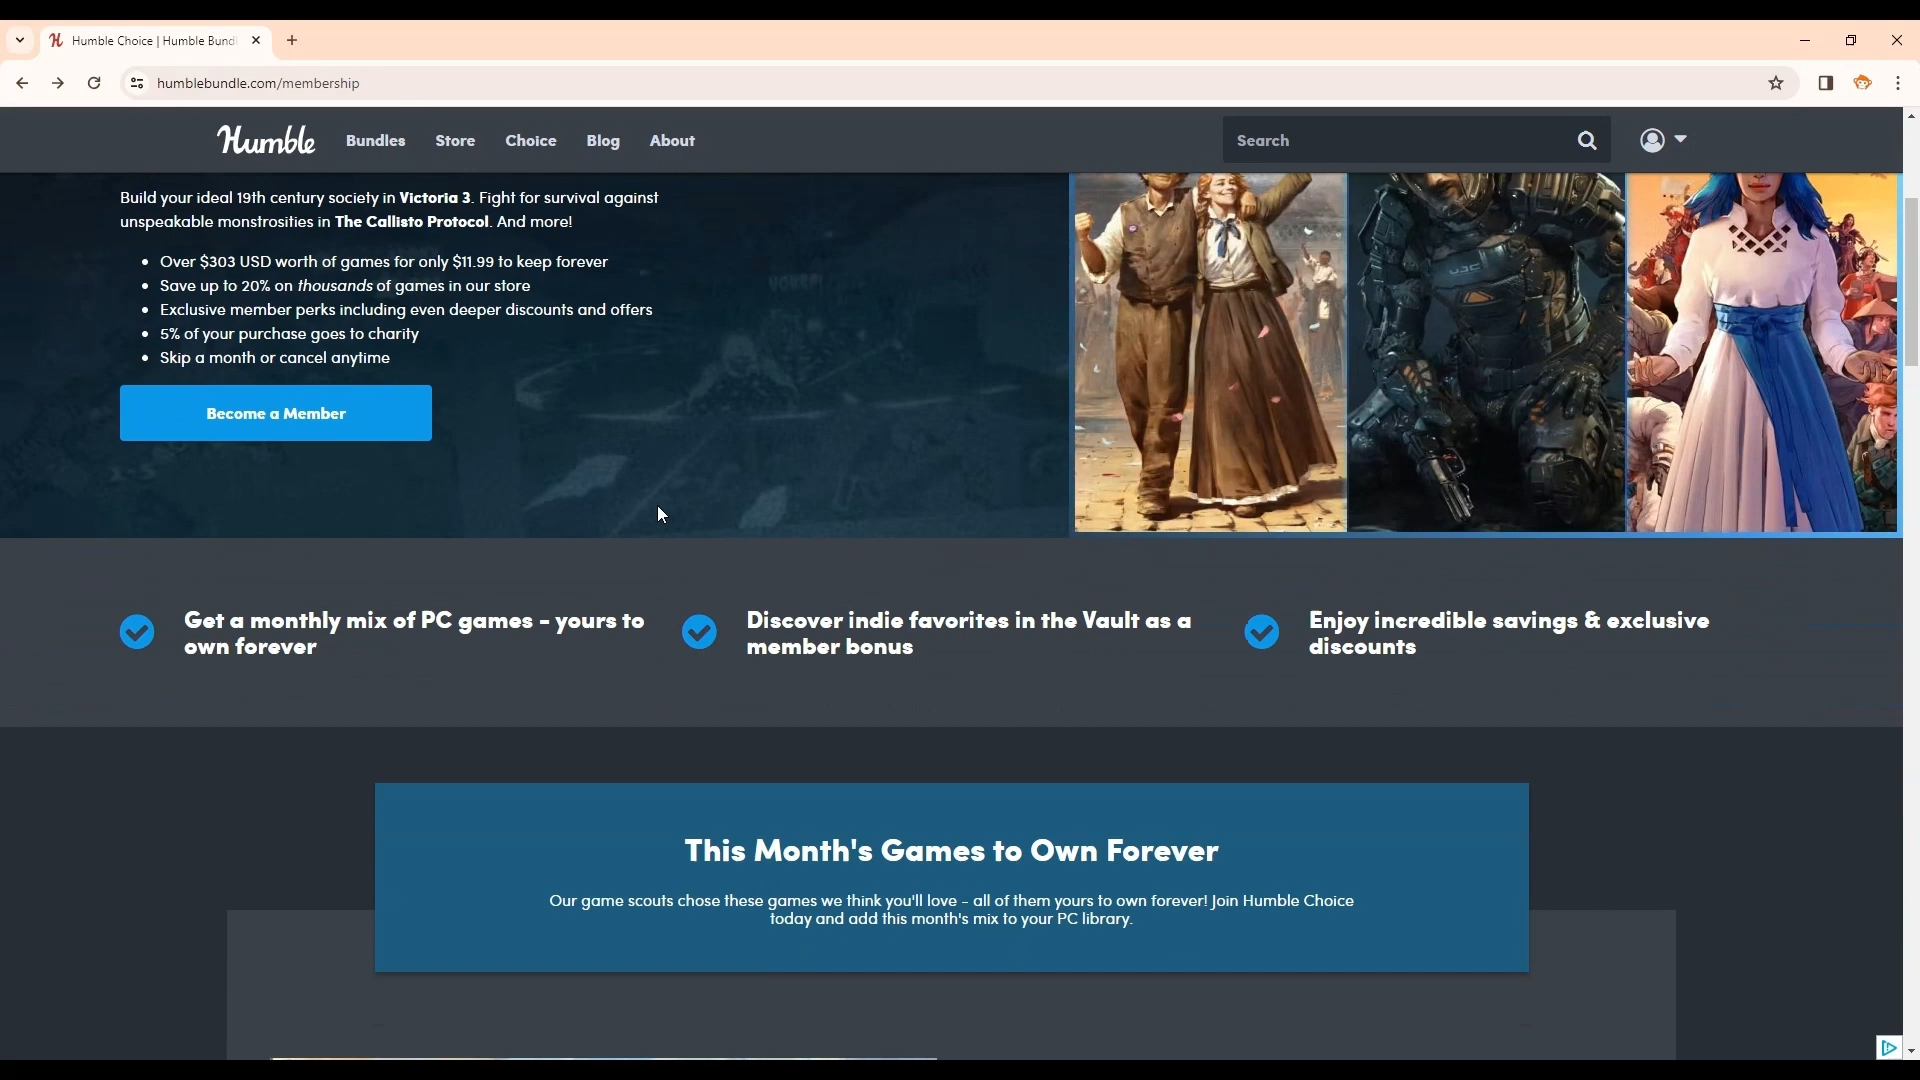 Humble Choice | Humble Bund
humblebundle.com/membership
Humble
Bundles
Store
Choice
Blog
About
Search
Build your ideal 19th century society in Victoria 3. Fight for survival against
unspeakable monstrosities in The Callisto Protocol. And more!
Over $303 USD worth of games for only $11.99 to keep forever
Save up to 20% on thousands of games in our store
Exclusive member perks including even deeper discounts and offers
5% of your purchase goes to charity
Skip a month or cancel anytime
Become a Member
Get a monthly mix of PC games - yours to
own forever
Discover indie favorites in the Vault as a
member bonus
Enjoy incredible savings & exclusive
discounts
This Month's Games to Own Forever
Our game scouts chose these games we think you'll love - all of them yours to own forever! Join Humble Choice
today and add this month's mix to your PC library.